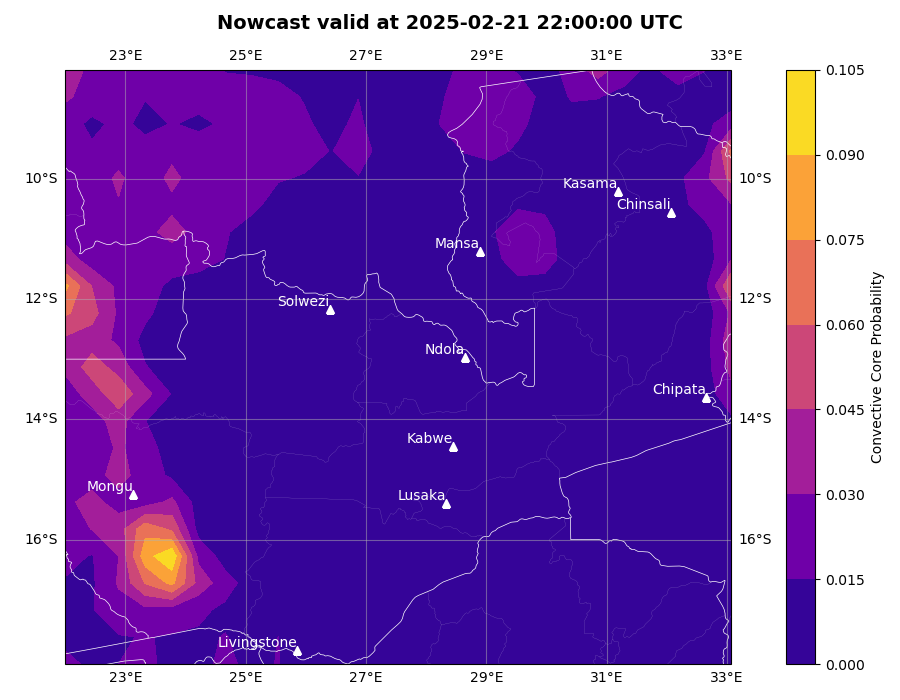 Nowcast valid at 2025-02-21 22:00:00 UTC
23°E 25°E 27°E 29°E 31°E 33°E
0.105
0.090
10°S Kasama 10°S
Chinsali
0.075
Mansa
12°S 12°S
Solwezi
0.060
Ndola
Chipata
0.045
14°S 14°S
Kabwe
Convective Core Probability
Mongu
Lusaka
0.030
16°S 16°S
0.015
Livingstone
0.000
23°E 25°E 27°E 29°E 31°E 33°E